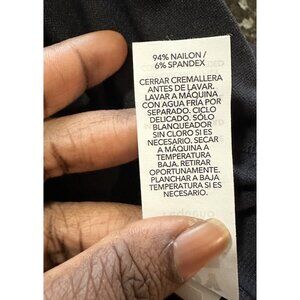 94% NAILON /
6% SPANDEX
CERRAR CREMALLERA
ANTES DE LAVAR.
LAVAR A MÁQUINA
CON AGUA FRÍA POR
SEPARADO. CICLO
DELICADO. SÓLO
BLANQUEADOR
SIN CLORO SI ES
NECESARIO. SECAR
A MÁQUINA A
TEMPERATURA
BAJA. RETIRAR
OPORTUNAMENTE.
PLANCHAR A BAJA
TEMPERATURA SI ES
NECESARIO.